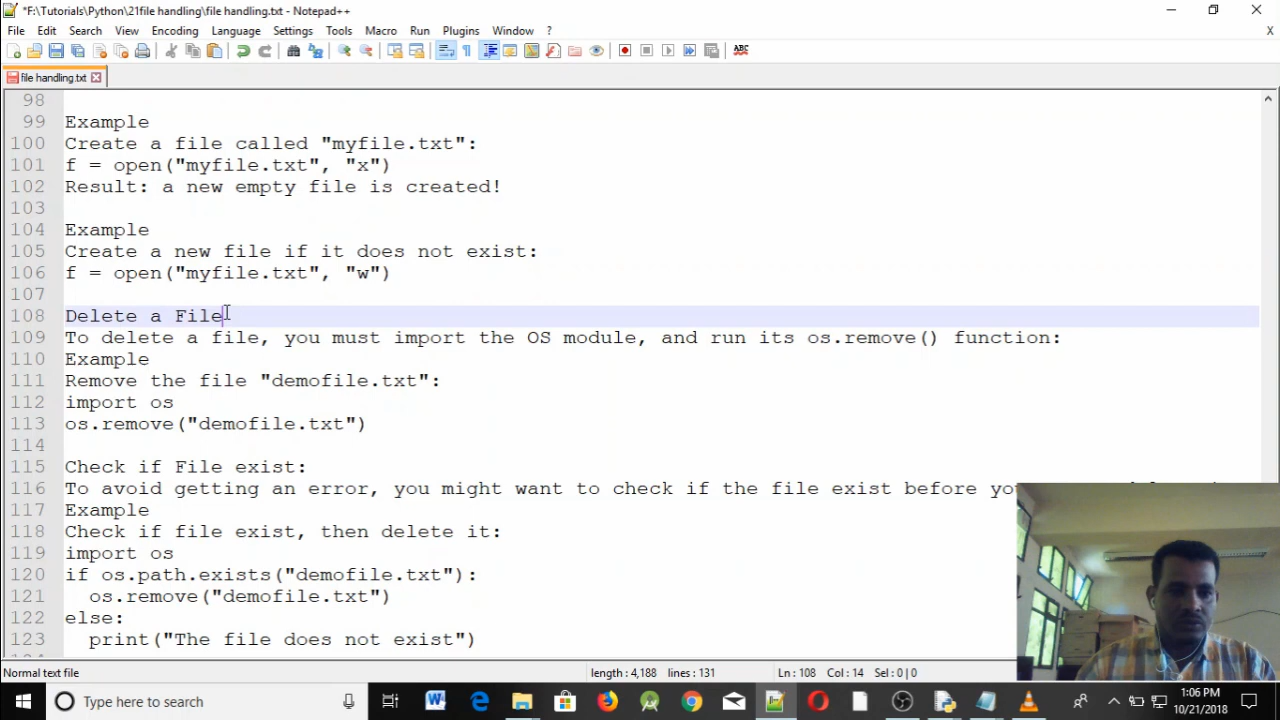 *F:\Tutorials\Python\21file handling\file handling.txt - Notepad++
File Edit Search View Encoding Language Settings Tools Macro Run Plugins Window ? X
ABC
file handling.txt
98
99 Example
100 Create a file called "myfile.txt":
101 f = open("myfile.txt", "x")
102 Result: a new empty file is created!
103
104 Example
105 Create a new file if it does not exist:
106 f = open("myfile.txt", "w")
107
108 Delete a File
109 To delete a file, you must import the OS module, and run its os.remove() function:
110 Example
111 Remove the file "demofile.txt":
112 import os
113 os.remove("demofile.txt")
114
115 Check if File exist:
116 To avoid getting an error, you might want to check if the file exist before
117 Example
118 Check if file exist, then delete it:
119 import os
120 if os.path.exists("demofile.txt"):
121 os.remove("demofile.txt")
122 else:
123 print("The file does not exist")
Normal text file length : 4,188 lines : 131 Ln : 108 Col : 14 Sel : 0 | 0
Type here to search 1:06 PM
10/21/2018